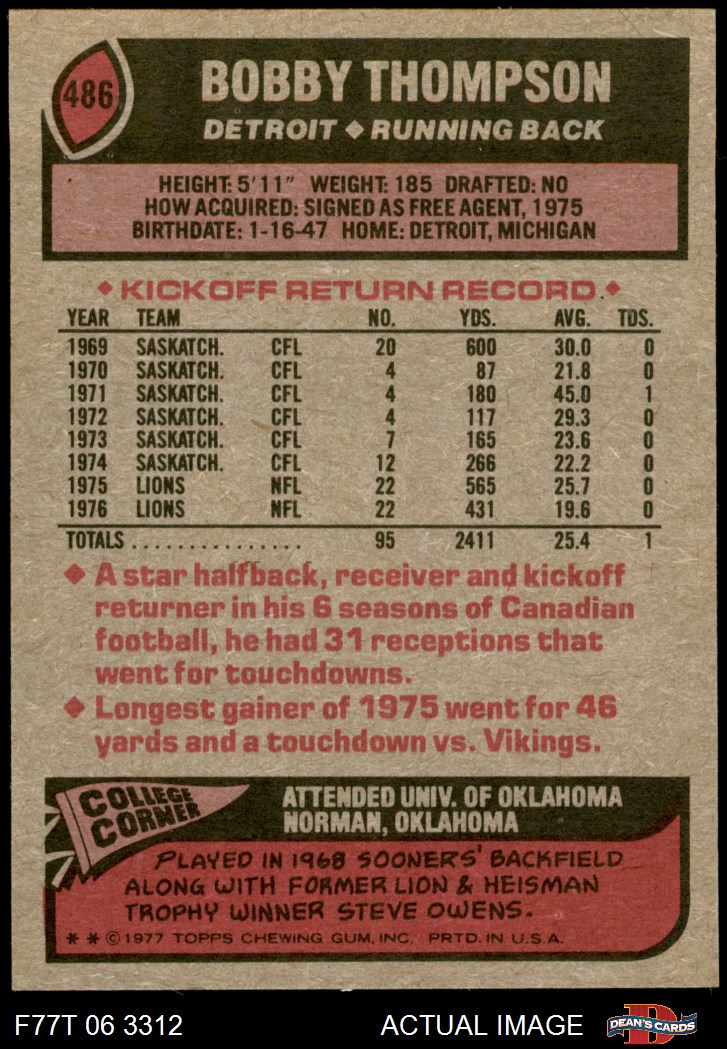 486
BOBBY THOMPSON
DETROIT ◆ RUNNING BACK
HEIGHT: 5'11" WEIGHT: 185 DRAFTED: NO
HOW ACQUIRED: SIGNED AS FREE AGENT, 1975
BIRTHDATE: 1-16-47 HOME: DETROIT, MICHIGAN
◆ KICKOFF RETURN RECORD ◆
YEAR TEAM NO. YDS. AVG. TDS.
1969 SASKATCH. CFL 20 600 30.0 0
1970 SASKATCH. CFL 4 87 21.8 0
1971 SASKATCH. CFL 4 180 45.0 1
1972 SASKATCH. CFL 4 117 29.3 0
1973 SASKATCH. CFL 7 165 23.6 0
1974 SASKATCH. CFL 12 266 22.2 0
1975 LIONS NFL 22 565 25.7 0
1976 LIONS NFL 22 431 19.6 0
TOTALS ............... 95 2411 25.4 1
◆ A star halfback, receiver and kickoff
returner in his 6 seasons of Canadian
football, he had 31 receptions that
went for touchdowns.
◆ Longest gainer of 1975 went for 46
yards and a touchdown vs. Vikings.
COLLEGE
CORNER
ATTENDED UNIV. OF OKLAHOMA
NORMAN, OKLAHOMA
PLAYED IN 1968 SOONERS' BACKFIELD
ALONG WITH FORMER LION & HEISMAN
TROPHY WINNER STEVE OWENS.
* * © 1977 TOPPS CHEWING GUM, INC. PRTD. IN U.S.A.
F77T 06 3312 ACTUAL IMAGE
D
DEAN'S CARDS